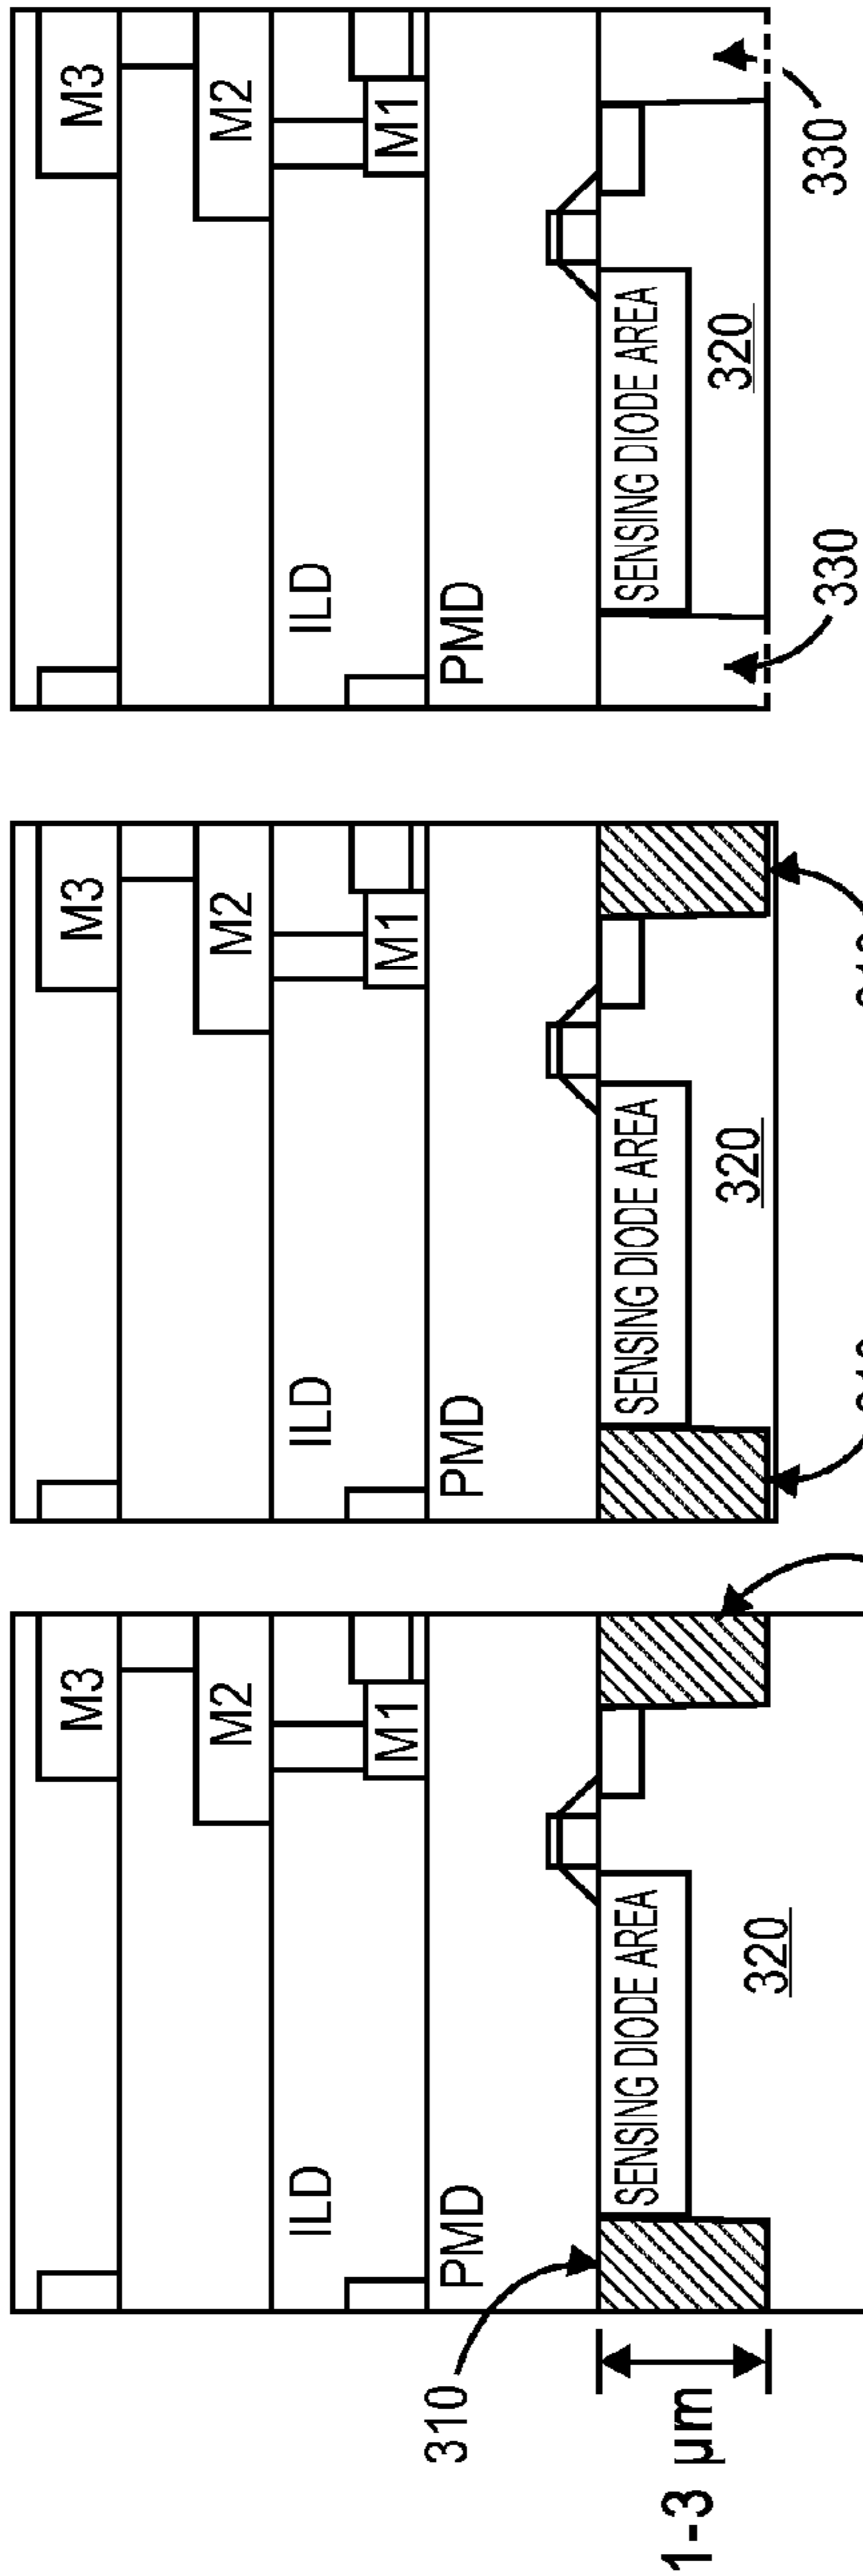 M3
M2
M1
ILD
PMD
SENSING DIODE AREA
320
310
1-3 μm
M3
M2
M1
ILD
PMD
SENSING DIODE AREA
320
M3
M2
M1
ILD
PMD
SENSING DIODE AREA
320
330
330